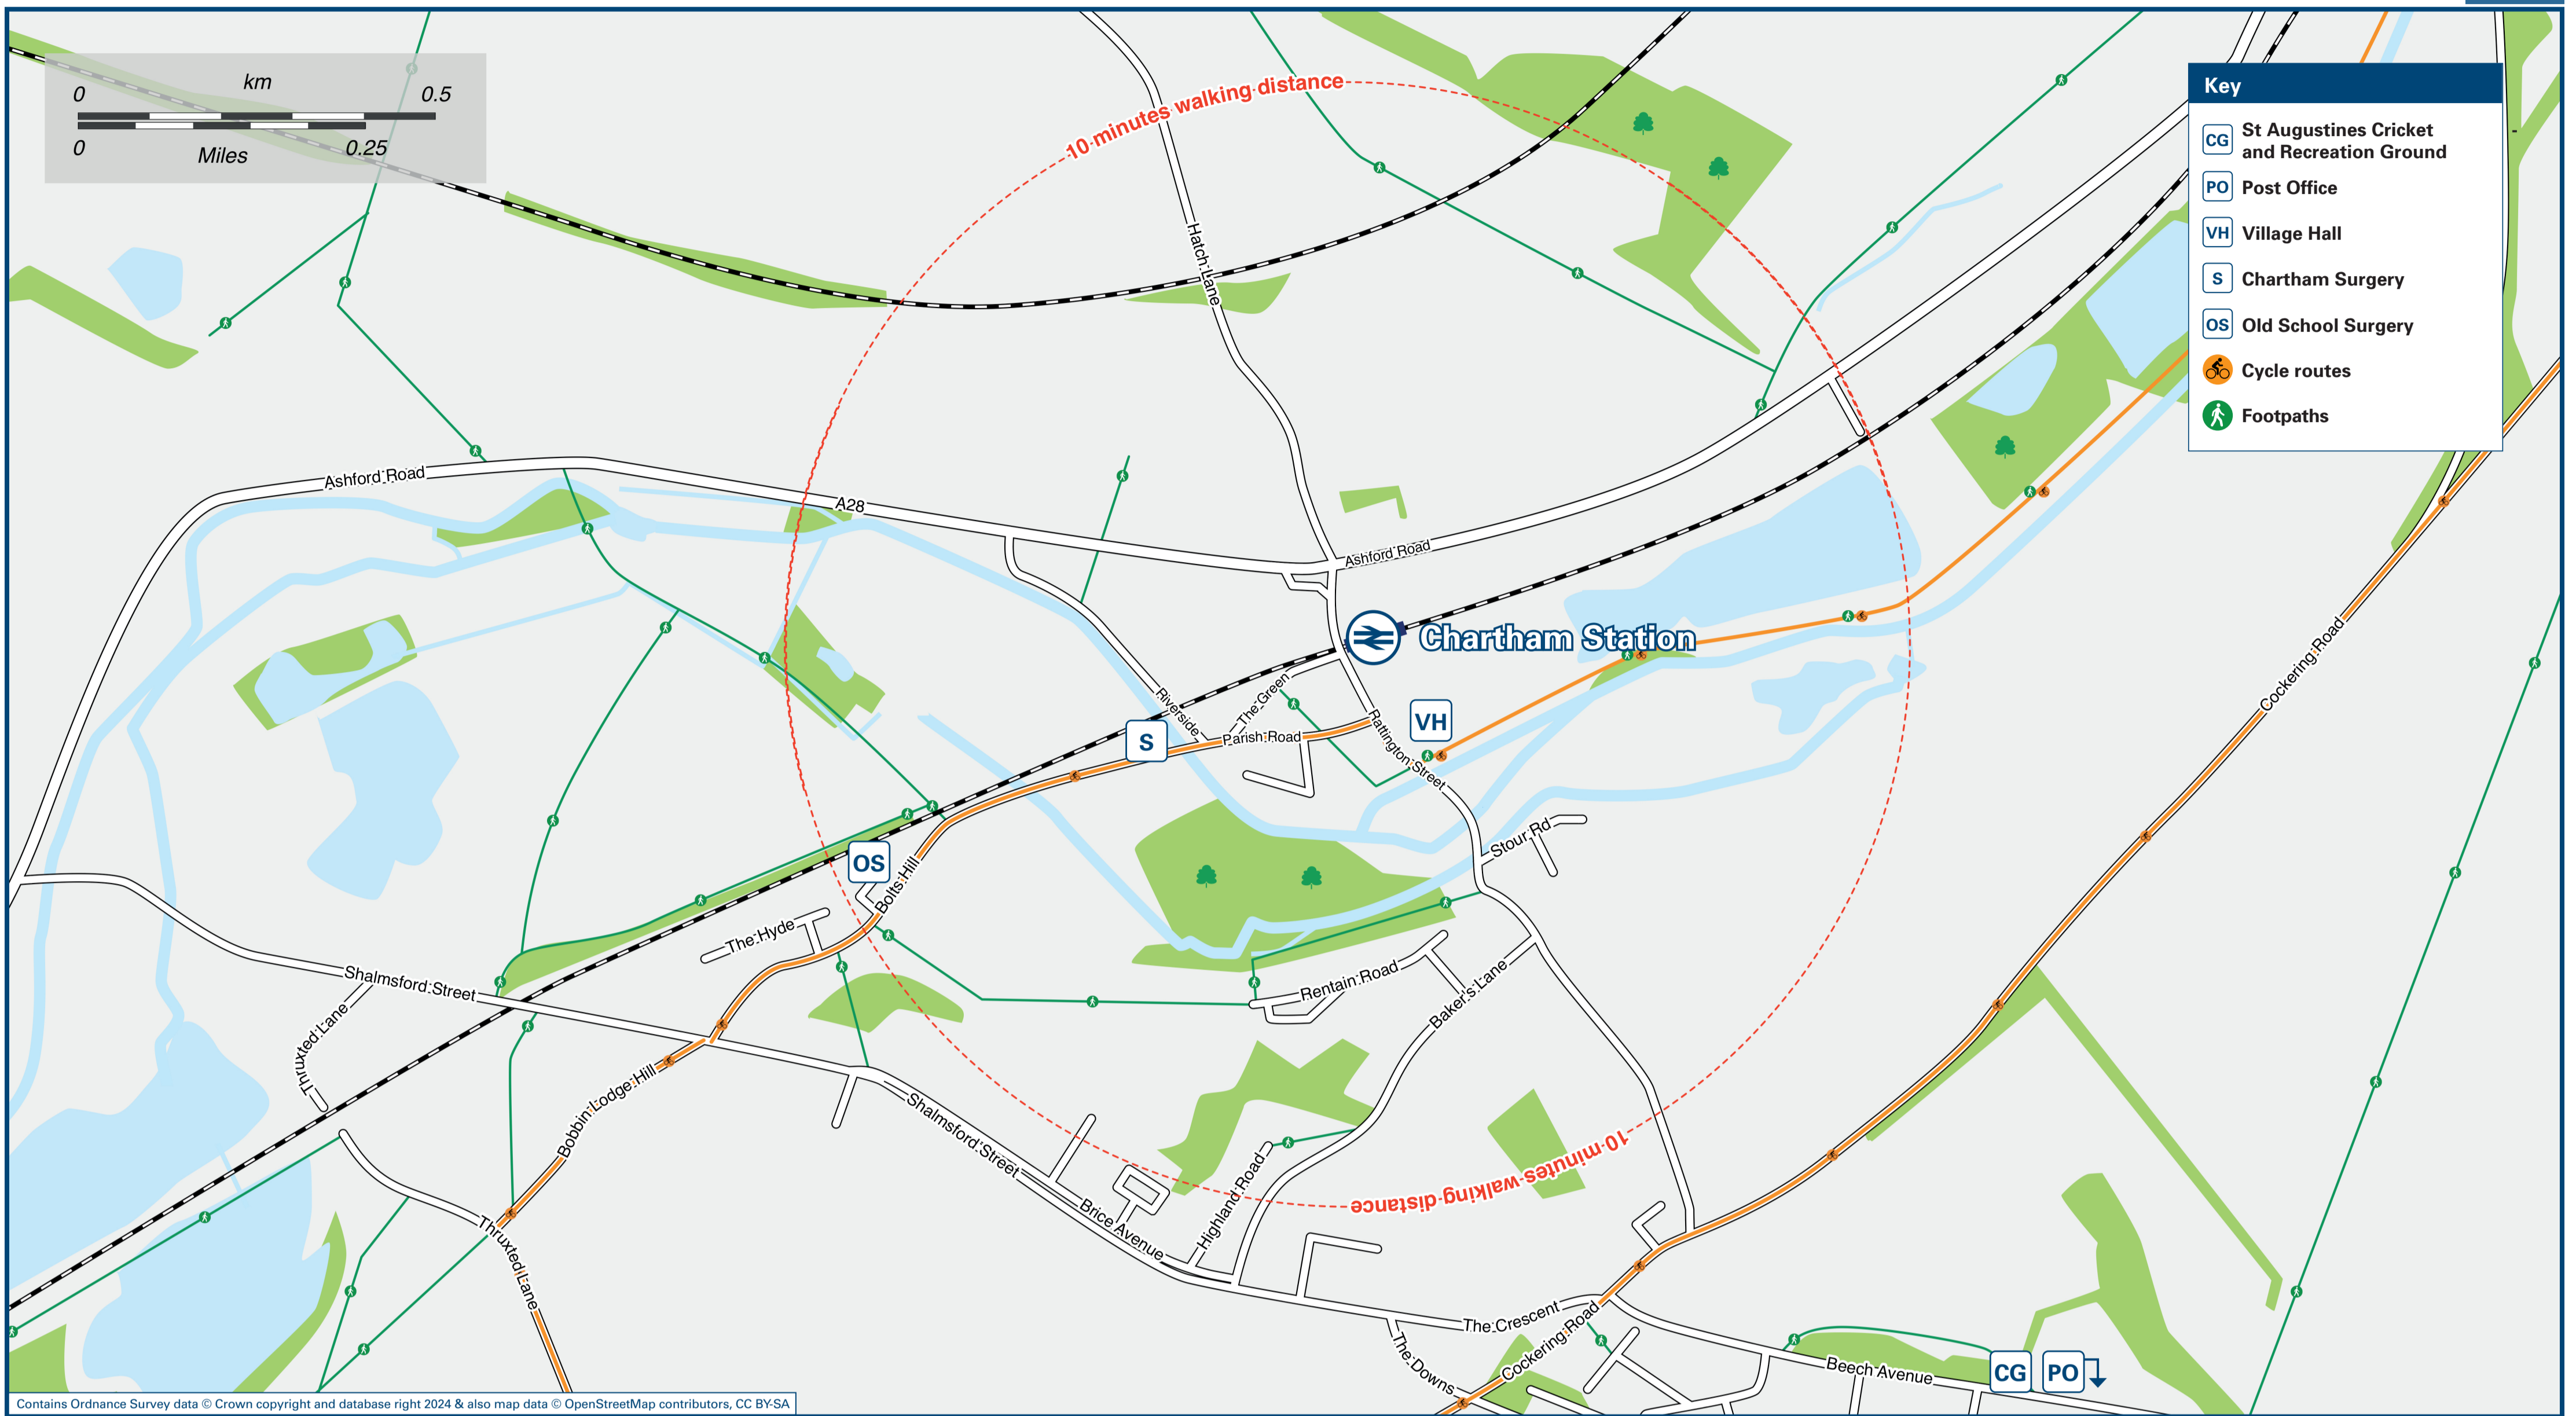 km
0 0.5
0 0.25
Miles
10 minutes walking distance
Key
CG St Augustines Cricket
and Recreation Ground
PO Post Office
VH Village Hall
S Chartham Surgery
OS Old School Surgery
Cycle routes
Footpaths
Hatch Lane
Ashford Road
A28
Ashford Road
Chartham Station
Cockering Road
Riverside
The Green
VH
S
Parish Road
Rattington Street
Stour Rd
OS
Bolts Hill
The Hyde
Shalmsford Street
Rentain Road
Baker's Lane
Thruxted Lane
Bobbin Lodge Hill
Shalmsford Street
10 minutes walking distance
Highland Road
Brice Avenue
Thruxted Lane
The Crescent
Cockering Road
The Downs
Beech Avenue
CG PO
Contains Ordnance Survey data © Crown copyright and database right 2024 & also map data © OpenStreetMap contributors, CC BY-SA